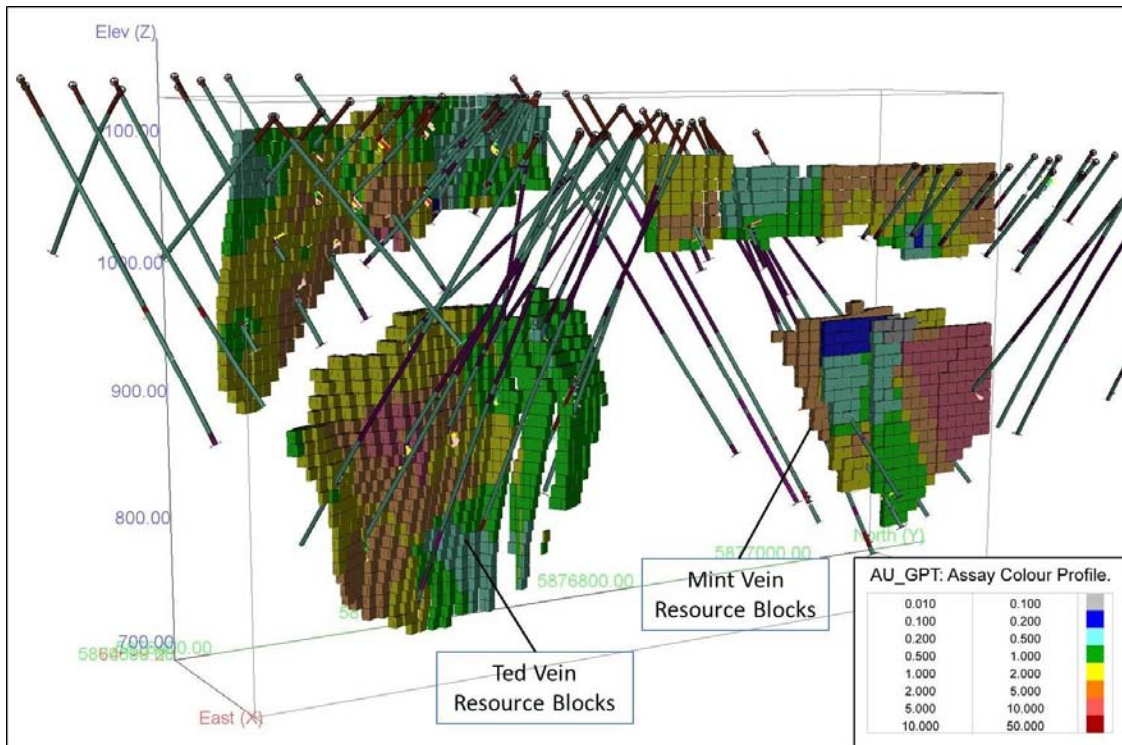 Elev (Z)
100.00
1000.00
900.00
800.00
700.00
5876800.00
5877000.00
North (Y)
East (X)
Mint Vein
Resource Blocks
Ted Vein
Resource Blocks
AU_GPT: Assay Colour Profile.
0.010 0.100
0.100 0.200
0.200 0.500
0.500 1.000
1.000 2.000
2.000 5.000
5.000 10.000
10.000 50.000